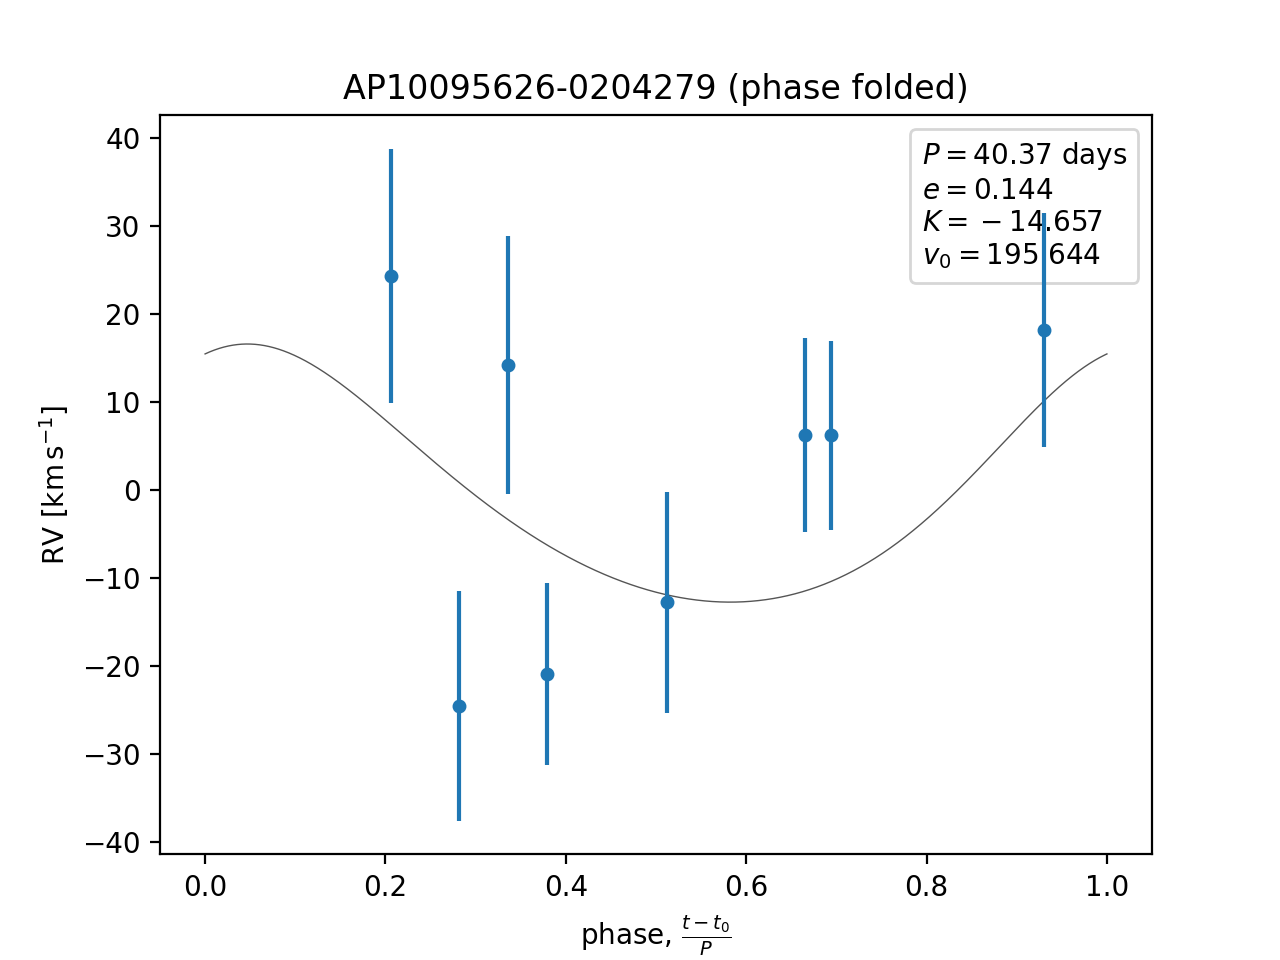 AP10095626-0204279 (phase folded)
P = 40.37 days
e = 0.144
K = −14.657
v₀ = 195.644
40
30
20
10
0
−10
−20
−30
−40
RV [km s⁻¹]
0.0 0.2 0.4 0.6 0.8 1.0
phase, (t − t₀)/P